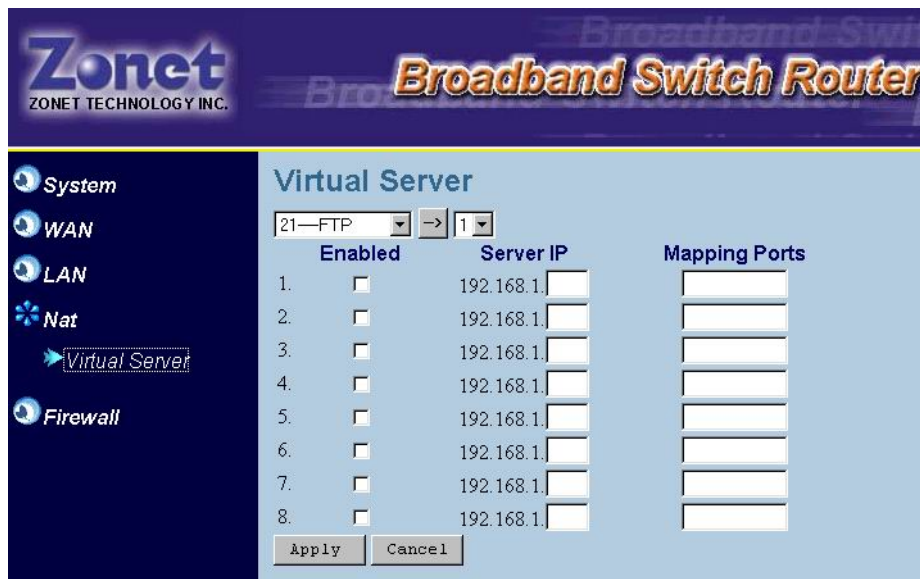 Zonet
ZONET TECHNOLOGY INC.
Broadband Swi
Broadband Switch Router
System
WAN
LAN
Nat
Virtual Server
Firewall
Virtual Server
21—FTP -> 1
Enabled Server IP Mapping Ports
1. 192.168.1.
2. 192.168.1.
3. 192.168.1.
4. 192.168.1.
5. 192.168.1.
6. 192.168.1.
7. 192.168.1.
8. 192.168.1.
Apply Cancel